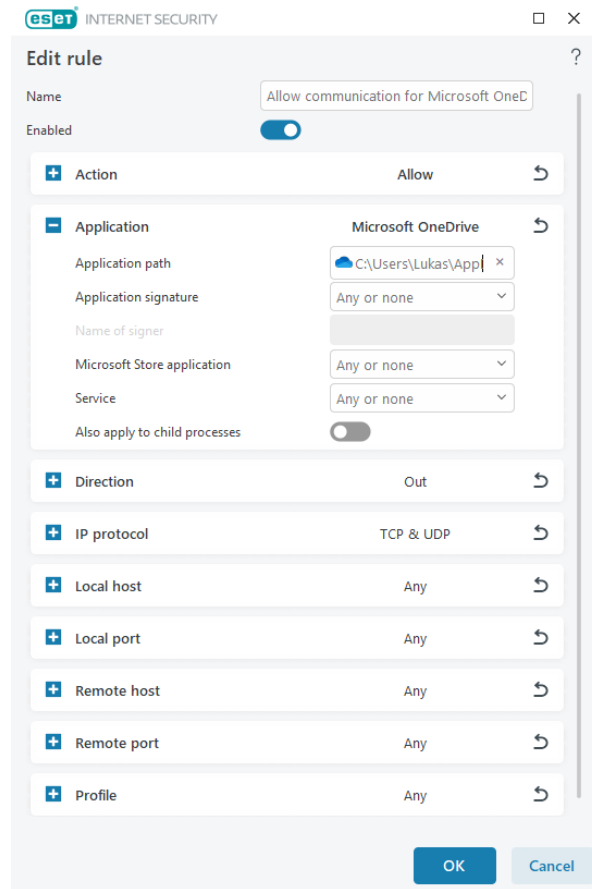 eseT INTERNET SECURITY
Edit rule ?
Name Allow communication for Microsoft OneD
Enabled
Action Allow
Application Microsoft OneDrive
Application path C:\Users\Lukas\Appl
Application signature Any or none
Name of signer
Microsoft Store application Any or none
Service Any or none
Also apply to child processes
Direction Out
IP protocol TCP & UDP
Local host Any
Local port Any
Remote host Any
Remote port Any
Profile Any
OK Cancel